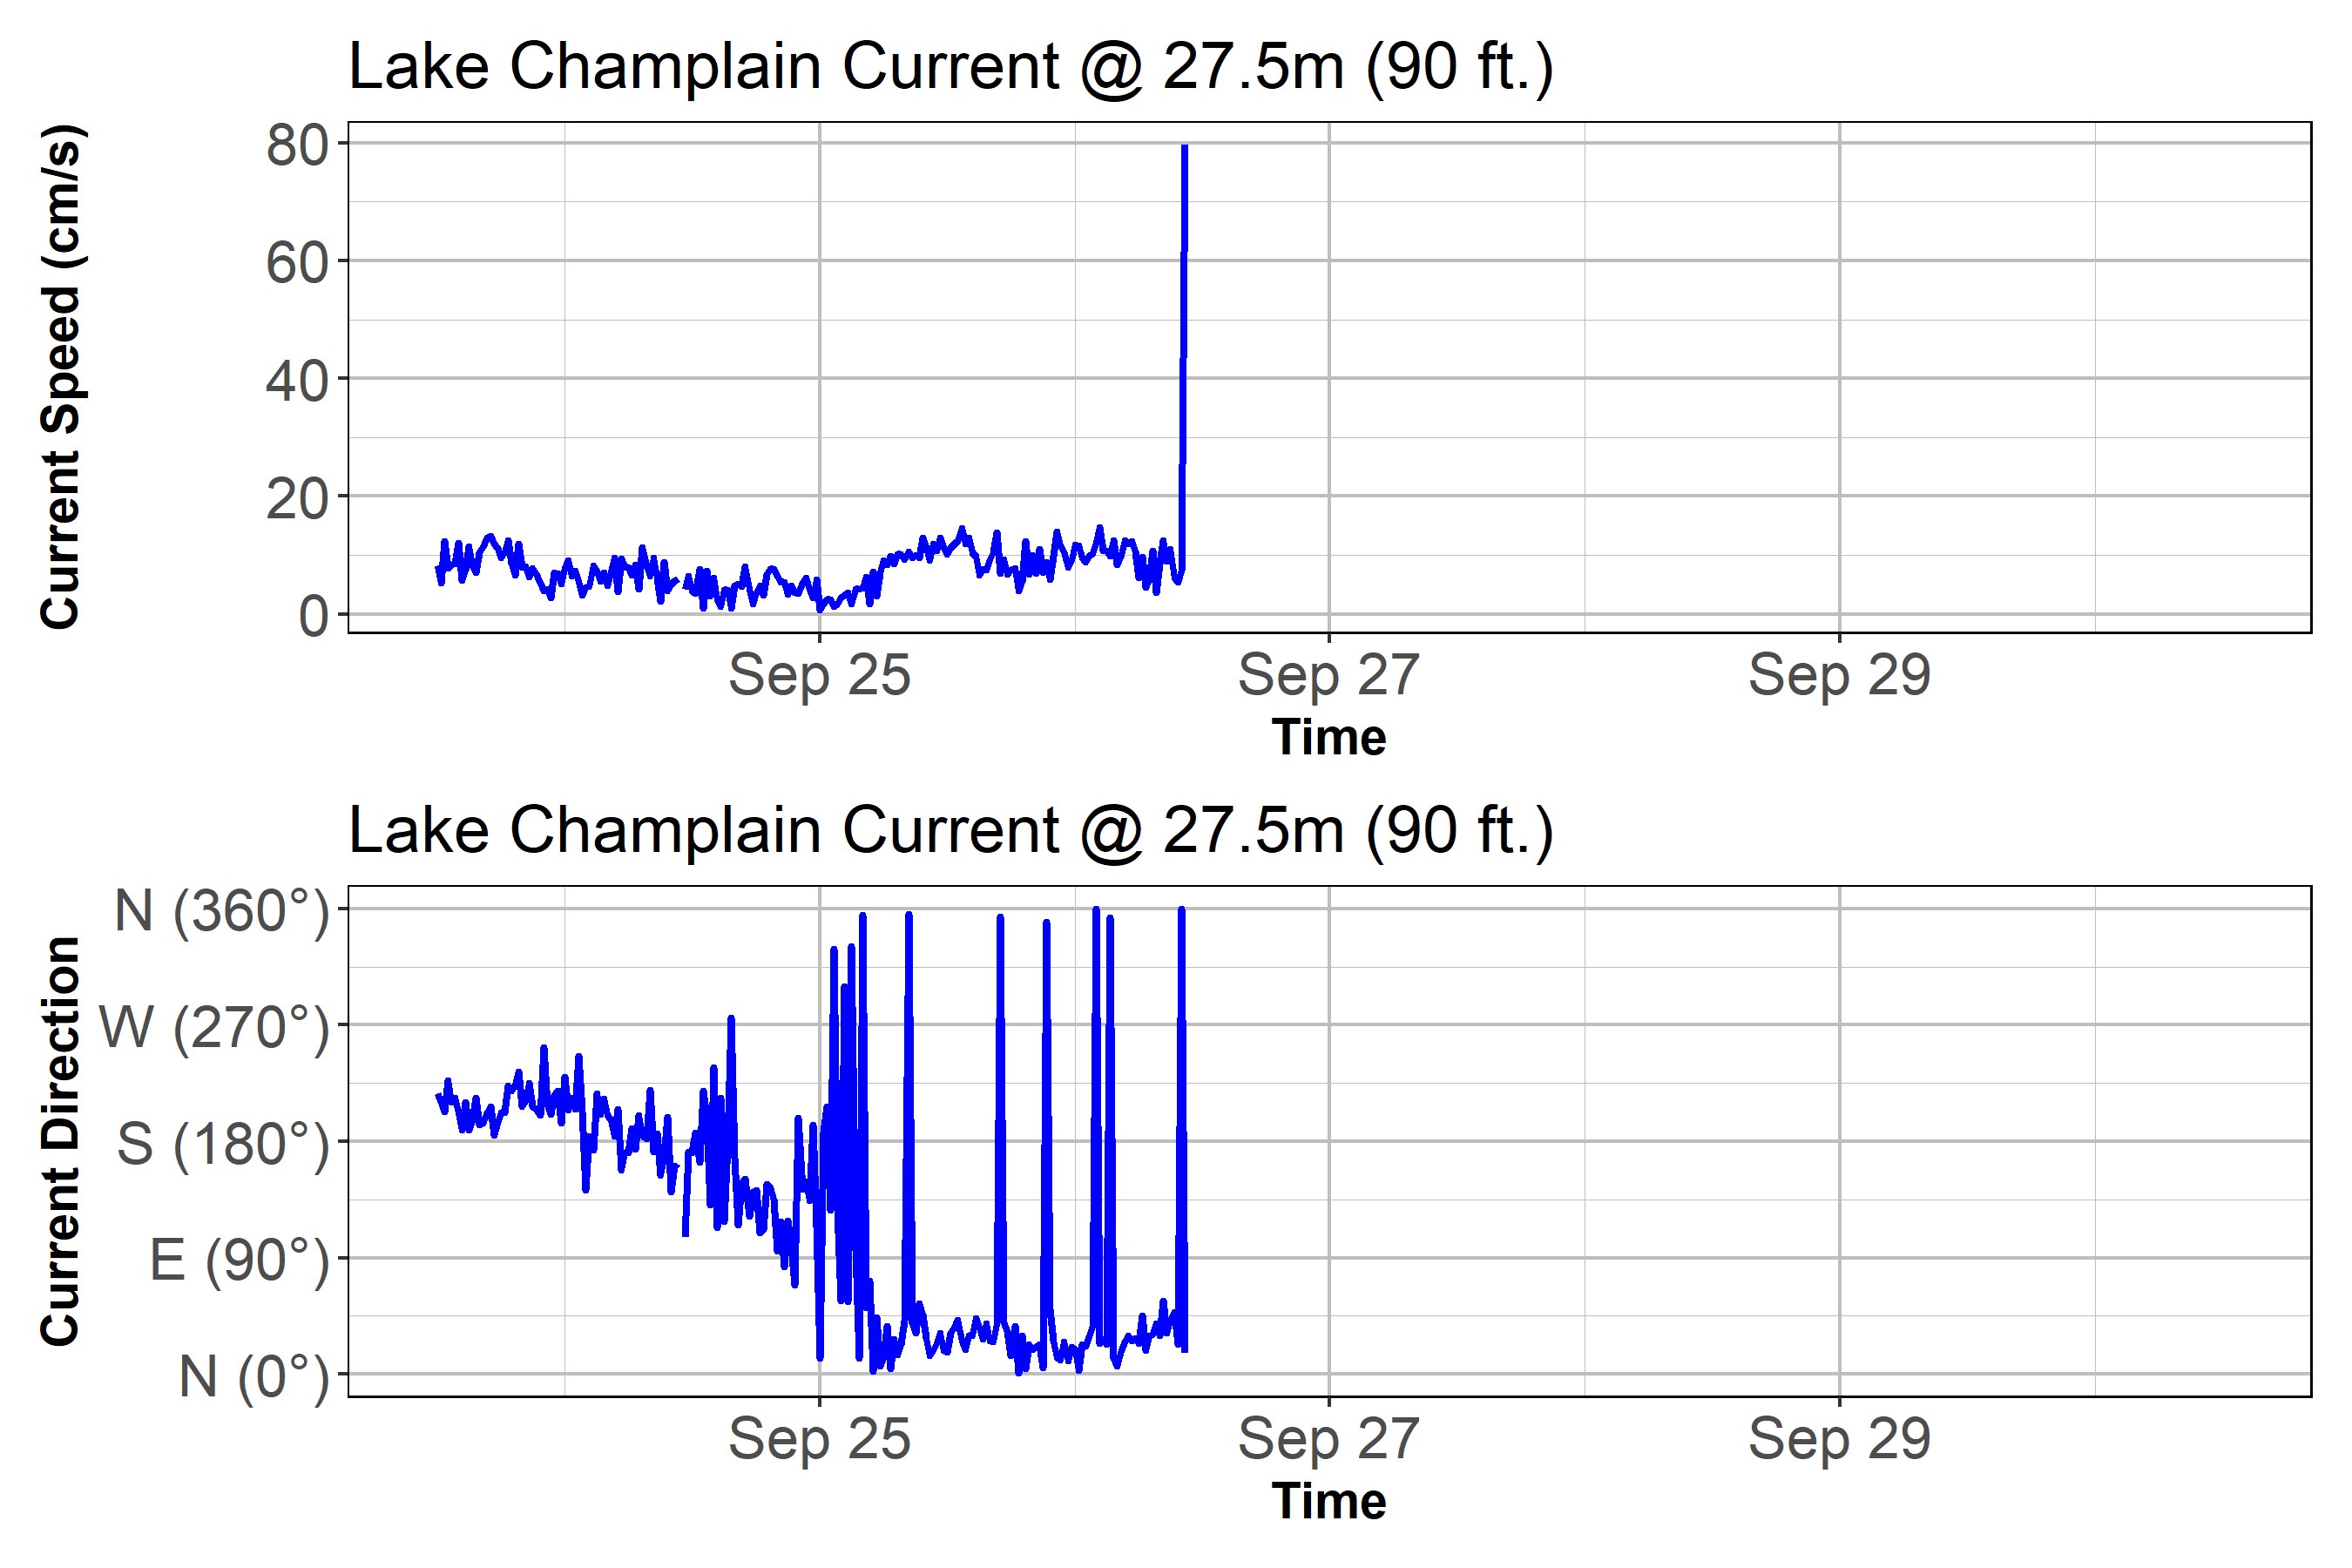 Lake Champlain Current @ 27.5m (90 ft.)
Current Speed (cm/s)
80
60
40
20
0
Sep 25 Sep 27 Sep 29
Time
Lake Champlain Current @ 27.5m (90 ft.)
Current Direction
N (360°)
W (270°)
S (180°)
E (90°)
N (0°)
Sep 25 Sep 27 Sep 29
Time